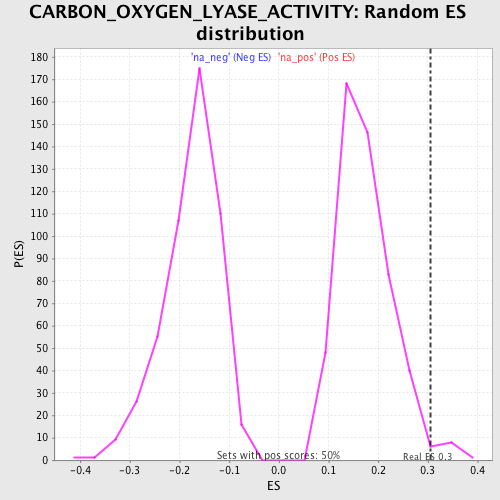 CARBON_OXYGEN_LYASE_ACTIVITY: Random ES
distribution
'na_neg' (Neg ES) 'na_pos' (Pos ES)
180
170
160
150
140
130
120
110
100
90
80
70
60
50
40
30
20
10
0
P(ES)
Sets with pos scores: 50%
Real ES 0.3
-0.4 -0.3 -0.2 -0.1 0.0 0.1 0.2 0.3 0.4
ES